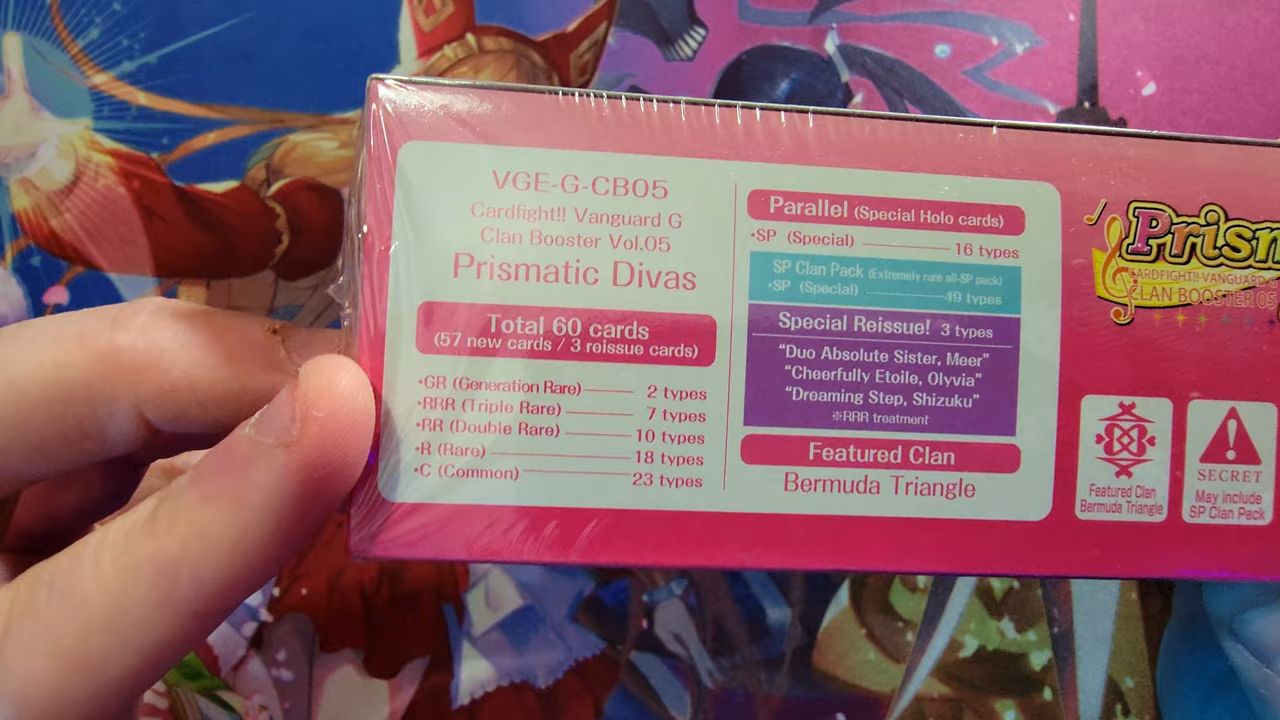 VGE-G-CB05
Cardfight!! Vanguard G
Clan Booster Vol.05
Prismatic Divas
Total 60 cards
(57 new cards / 3 reissue cards)
•GR (Generation Rare) 2 types
•RRR (Triple Rare) 7 types
•RR (Double Rare) 10 types
•R (Rare) 18 types
•C (Common) 23 types
Parallel (Special Holo cards)
•SP (Special) 16 types
SP Clan Pack (Extremely rare all-SP pack)
•SP (Special) 49 types
Special Reissue! 3 types
"Duo Absolute Sister, Meer"
"Cheerfully Etoile, Olyvia"
"Dreaming Step, Shizuku"
※RRR treatment
Featured Clan
Bermuda Triangle
Prism
CARDFIGHT!! VANGUARD G
CLAN BOOSTER 05
Featured Clan
Bermuda Triangle
SECRET
May include
SP Clan Pack